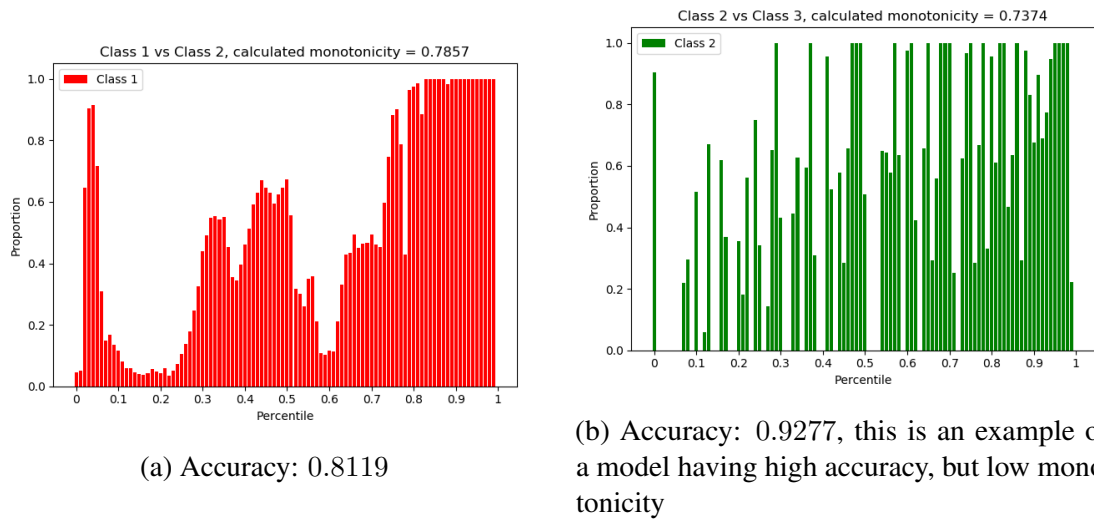 Class 1 vs Class 2, calculated monotonicity = 0.7857
Class 1
1.0
0.8
0.6
0.4
0.2
0.0
Proportion
0 0.1 0.2 0.3 0.4 0.5 0.6 0.7 0.8 0.9 1
Percentile
(a) Accuracy: 0.8119
Class 2 vs Class 3, calculated monotonicity = 0.7374
Class 2
1.0
0.8
0.6
0.4
0.2
0.0
Proportion
0 0.1 0.2 0.3 0.4 0.5 0.6 0.7 0.8 0.9 1
Percentile
(b) Accuracy: 0.9277, this is an example o
a model having high accuracy, but low mono
tonicity